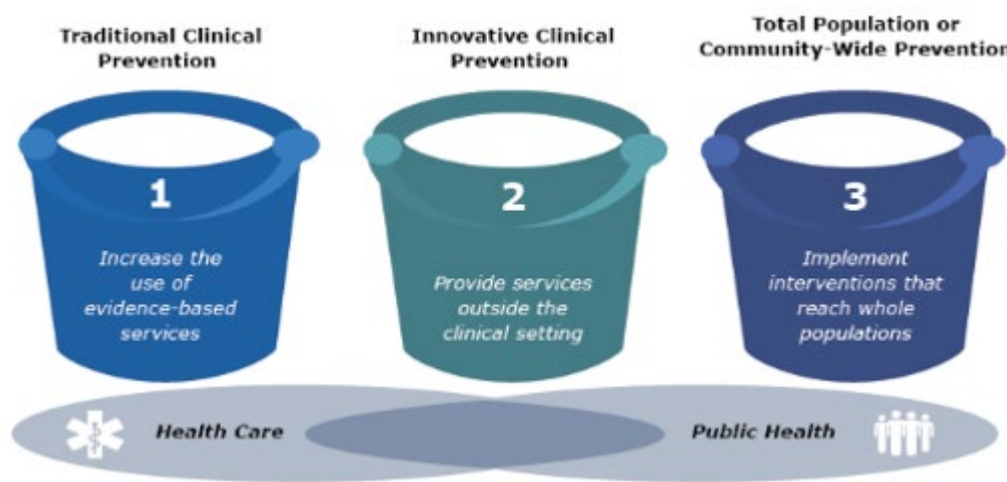 Traditional Clinical
Prevention
Innovative Clinical
Prevention
Total Population or
Community-Wide Prevention
1
Increase the
use of
evidence-based
services
2
Provide services
outside the
clinical setting
3
Implement
interventions that
reach whole
populations
Health Care
Public Health